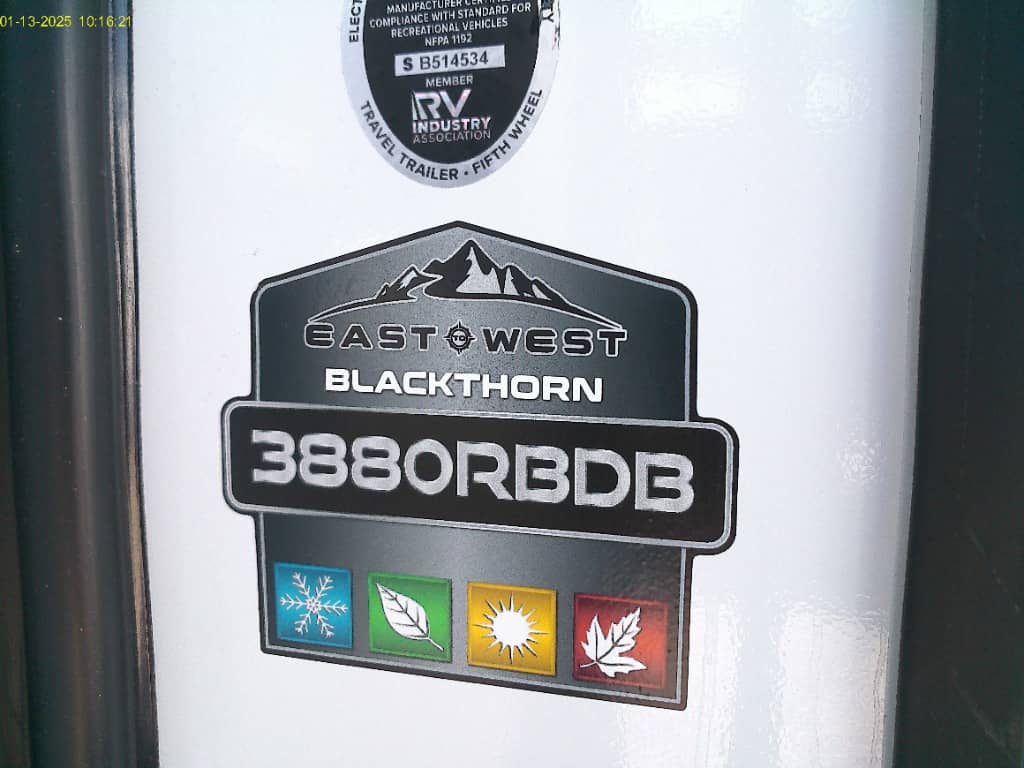 01-13-2025 10:16:21
MANUFACTURER
COMPLIANCE WITH STANDARD FOR
RECREATIONAL VEHICLES
NFPA 1192
S B514534
MEMBER
RV
INDUSTRY
ASSOCIATION
TRAVEL TRAILER • FIFTH WHEEL
EAST TO WEST
BLACKTHORN
3880RBDB